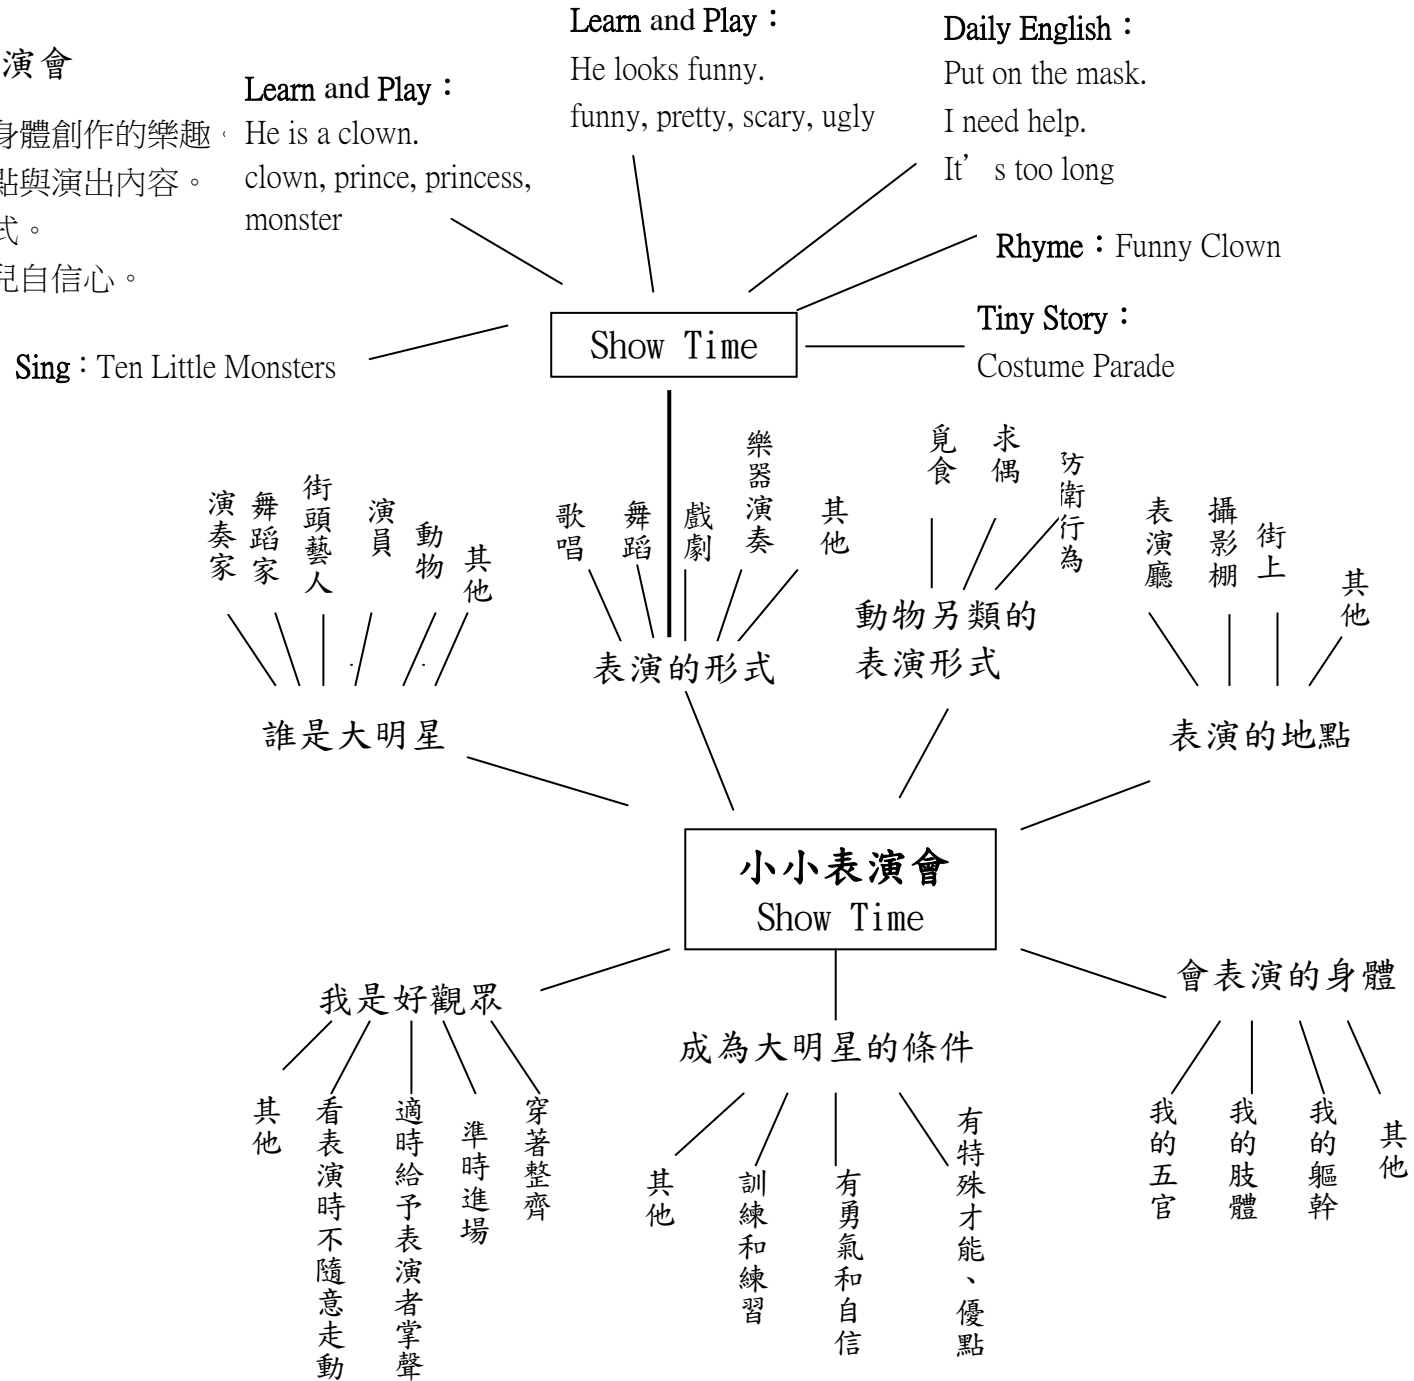 演會
身體創作的樂趣
點與演出內容。
式。
兒自信心。
Learn and Play：
He is a clown.
clown, prince, princess,
monster
Learn and Play：
He looks funny.
funny, pretty, scary, ugly
Daily English：
Put on the mask.
I need help.
It’s too long
Rhyme：Funny Clown
Tiny Story：
Costume Parade
Sing：Ten Little Monsters
Show Time
演奏家
舞蹈家
街頭藝人
演員
動物
其他
誰是大明星
歌唱
舞蹈
戲劇
樂器演奏
其他
表演的形式
覓食
求偶
防衛行為
動物另類的
表演形式
表演廳
攝影棚
街上
其他
表演的地點
小小表演會
Show Time
我是好觀眾
其他
看表演時不隨意走動
適時給予表演者掌聲
準時進場
穿著整齊
成為大明星的條件
其他
訓練和練習
有勇氣和自信
有特殊才能、優點
會表演的身體
我的五官
我的肢體
我的軀幹
其他